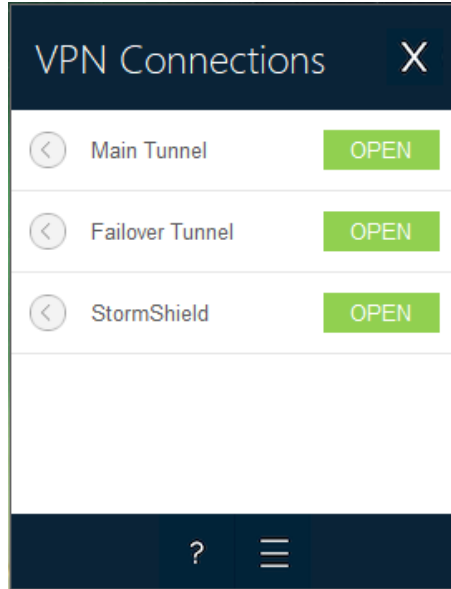 VPN Connections X
Main Tunnel OPEN
Failover Tunnel OPEN
StormShield OPEN
?